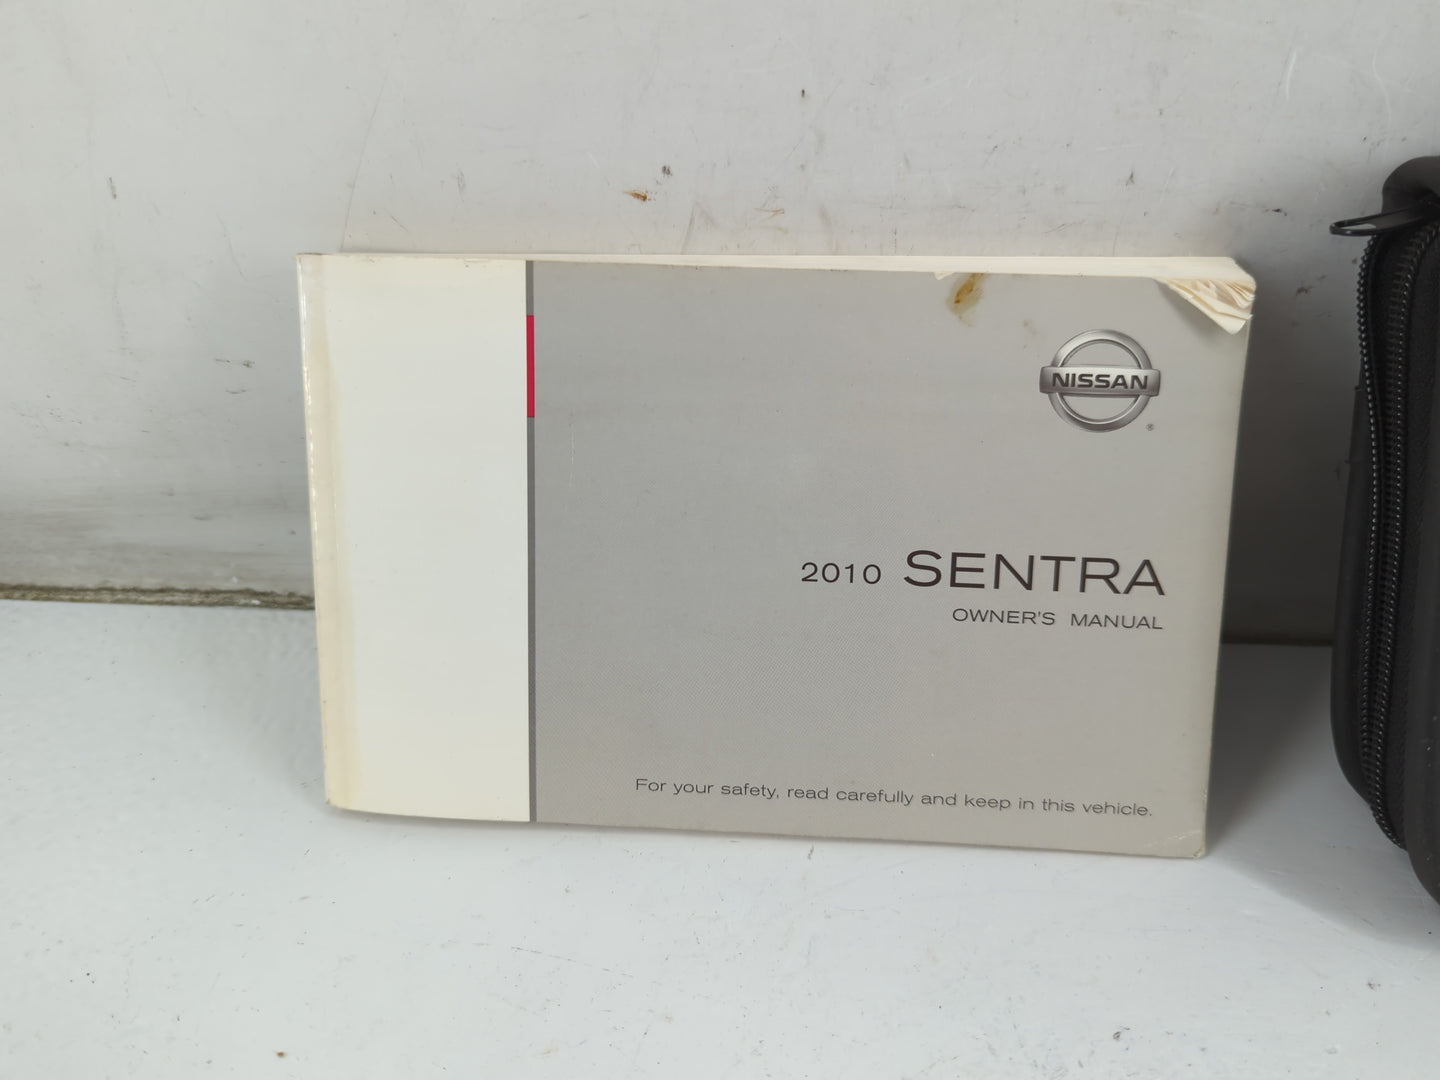 NISSAN
®
2010 SENTRA
OWNER'S MANUAL
For your safety, read carefully and keep in this vehicle.